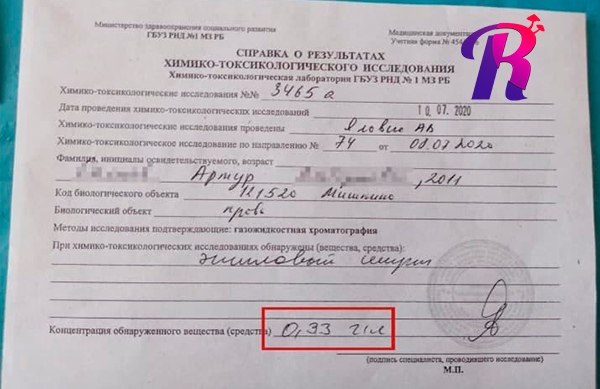 Министерство здравоохранения социального развития
ГБУЗ РНД №1 МЗ РБ
Медицинская документация
Учетная форма № 454
R
СПРАВКА О РЕЗУЛЬТАТАХ
ХИМИКО-ТОКСИКОЛОГИЧЕСКОГО ИССЛЕДОВАНИЯ
Химико-токсикологическая лаборатория ГБУЗ РНД № 1 МЗ РБ
Химико-токсикологические исследования №№ 3465а
Дата проведения химико-токсикологических исследований 10.07.2020
Химико-токсикологические исследования проведены
Химико-токсикологическое исследование по направлению № 74 от 08.07.2020
Фамилия, инициалы освидетельствуемого, возраст
Артур , 2011
Код биологического объекта 121520 Мишкино
Биологический объект кровь
Методы исследования подтверждающие: газожидкостная хроматография
При химико-токсикологических исследованиях обнаружены (вещества, средства):
этиловый спирт
Концентрация обнаруженного вещества (средства) 0,33 г/л
(подпись специалиста, проводившего исследование)
М.П.